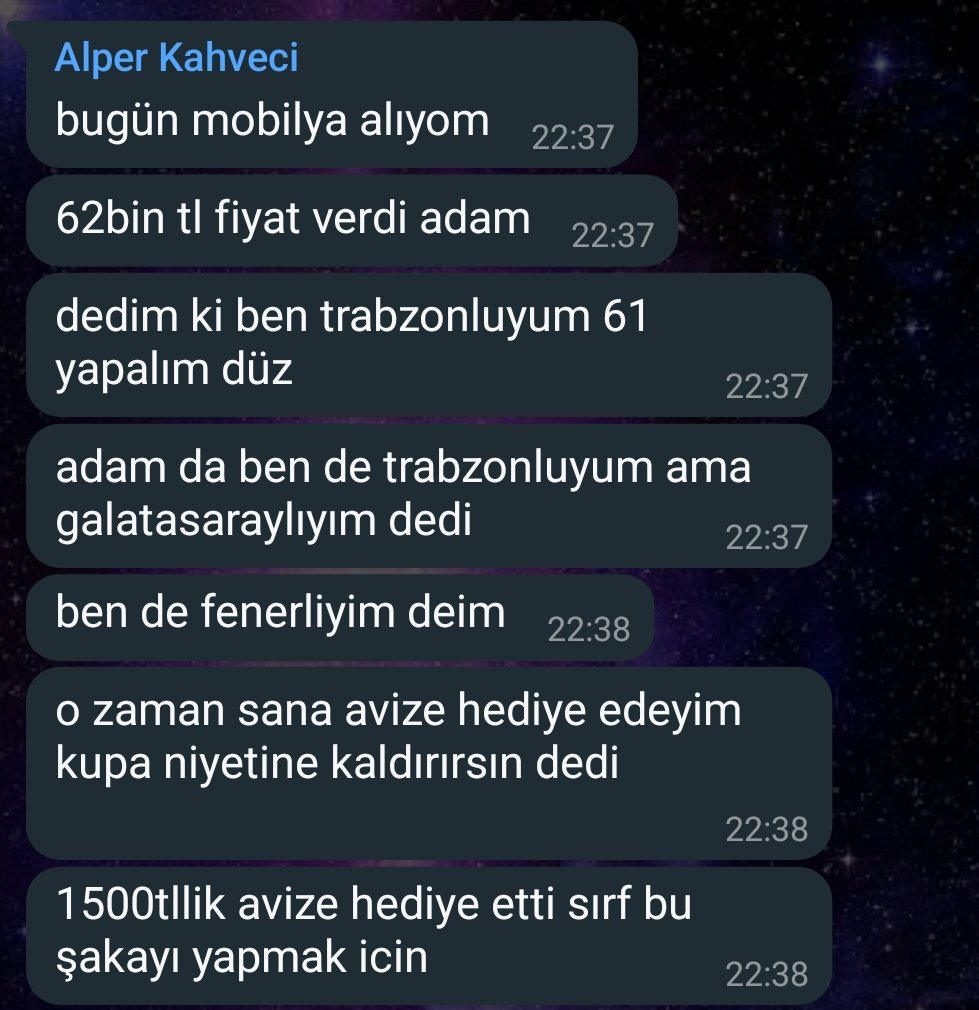 Alper Kahveci
bugün mobilya alıyom 22:37
62bin tl fiyat verdi adam 22:37
dedim ki ben trabzonluyum 61
yapalım düz 22:37
adam da ben de trabzonluyum ama
galatasaraylıyım dedi 22:37
ben de fenerliyim deim 22:38
o zaman sana avize hediye edeyim
kupa niyetine kaldırırsın dedi
22:38
1500tllik avize hediye etti sırf bu
şakayı yapmak icin 22:38